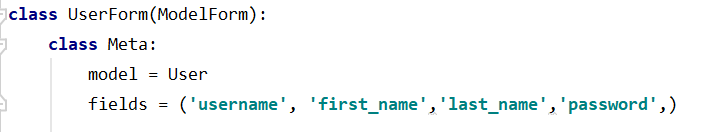 class UserForm(ModelForm):
    class Meta:
        model = User
        fields = ('username', 'first_name','last_name','password',)